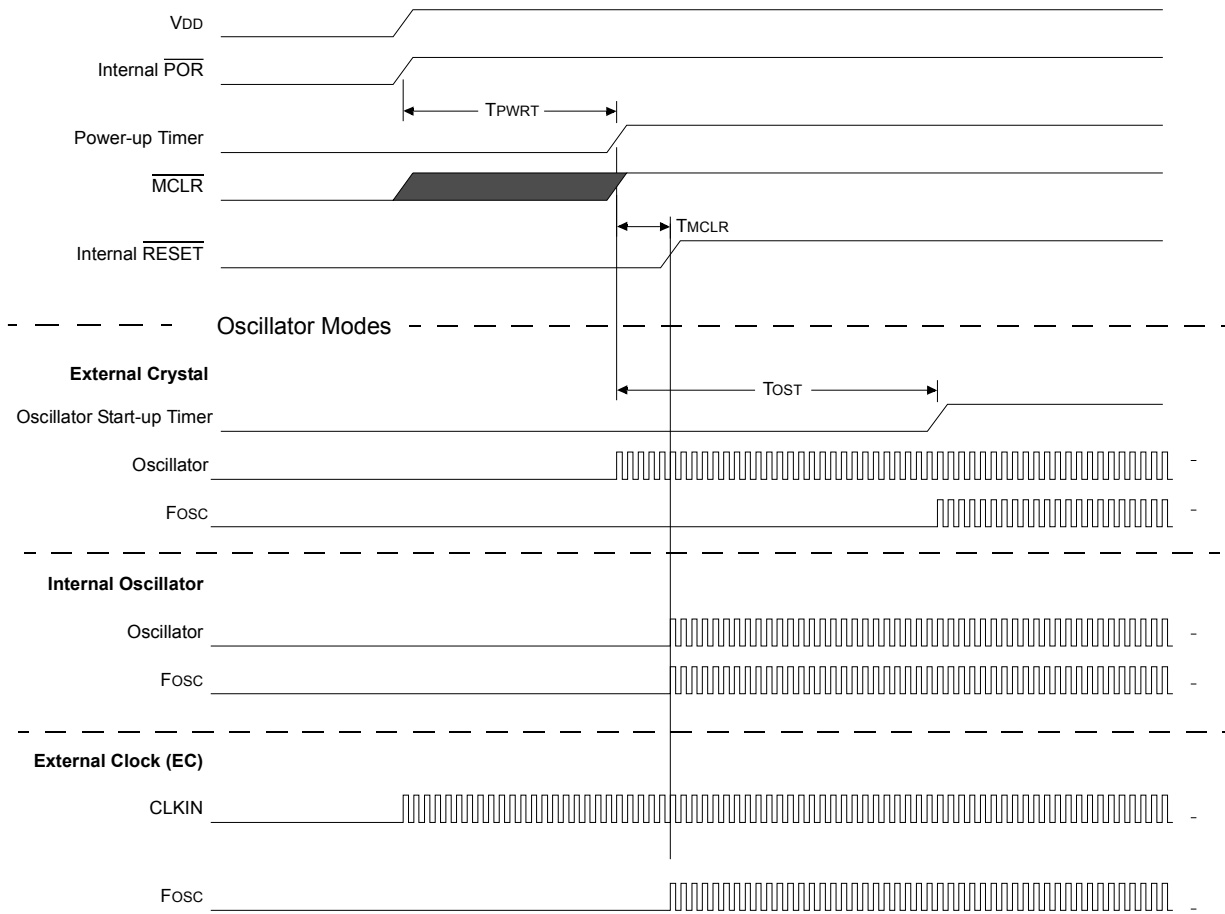 VDD
Internal POR
TPWRT
Power-up Timer
MCLR
TMCLR
Internal RESET
Oscillator Modes
External Crystal
TOST
Oscillator Start-up Timer
Oscillator
FOSC
Internal Oscillator
Oscillator
FOSC
External Clock (EC)
CLKIN
FOSC